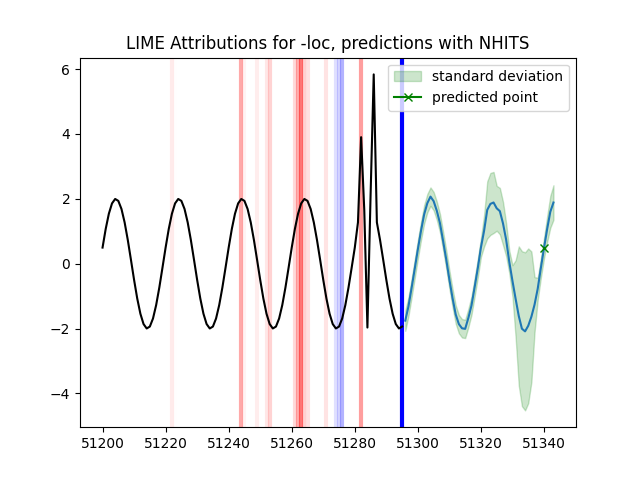 LIME Attributions for -loc, predictions with NHITS
standard deviation
predicted point
6
4
2
0
−2
−4
51200 51220 51240 51260 51280 51300 51320 51340